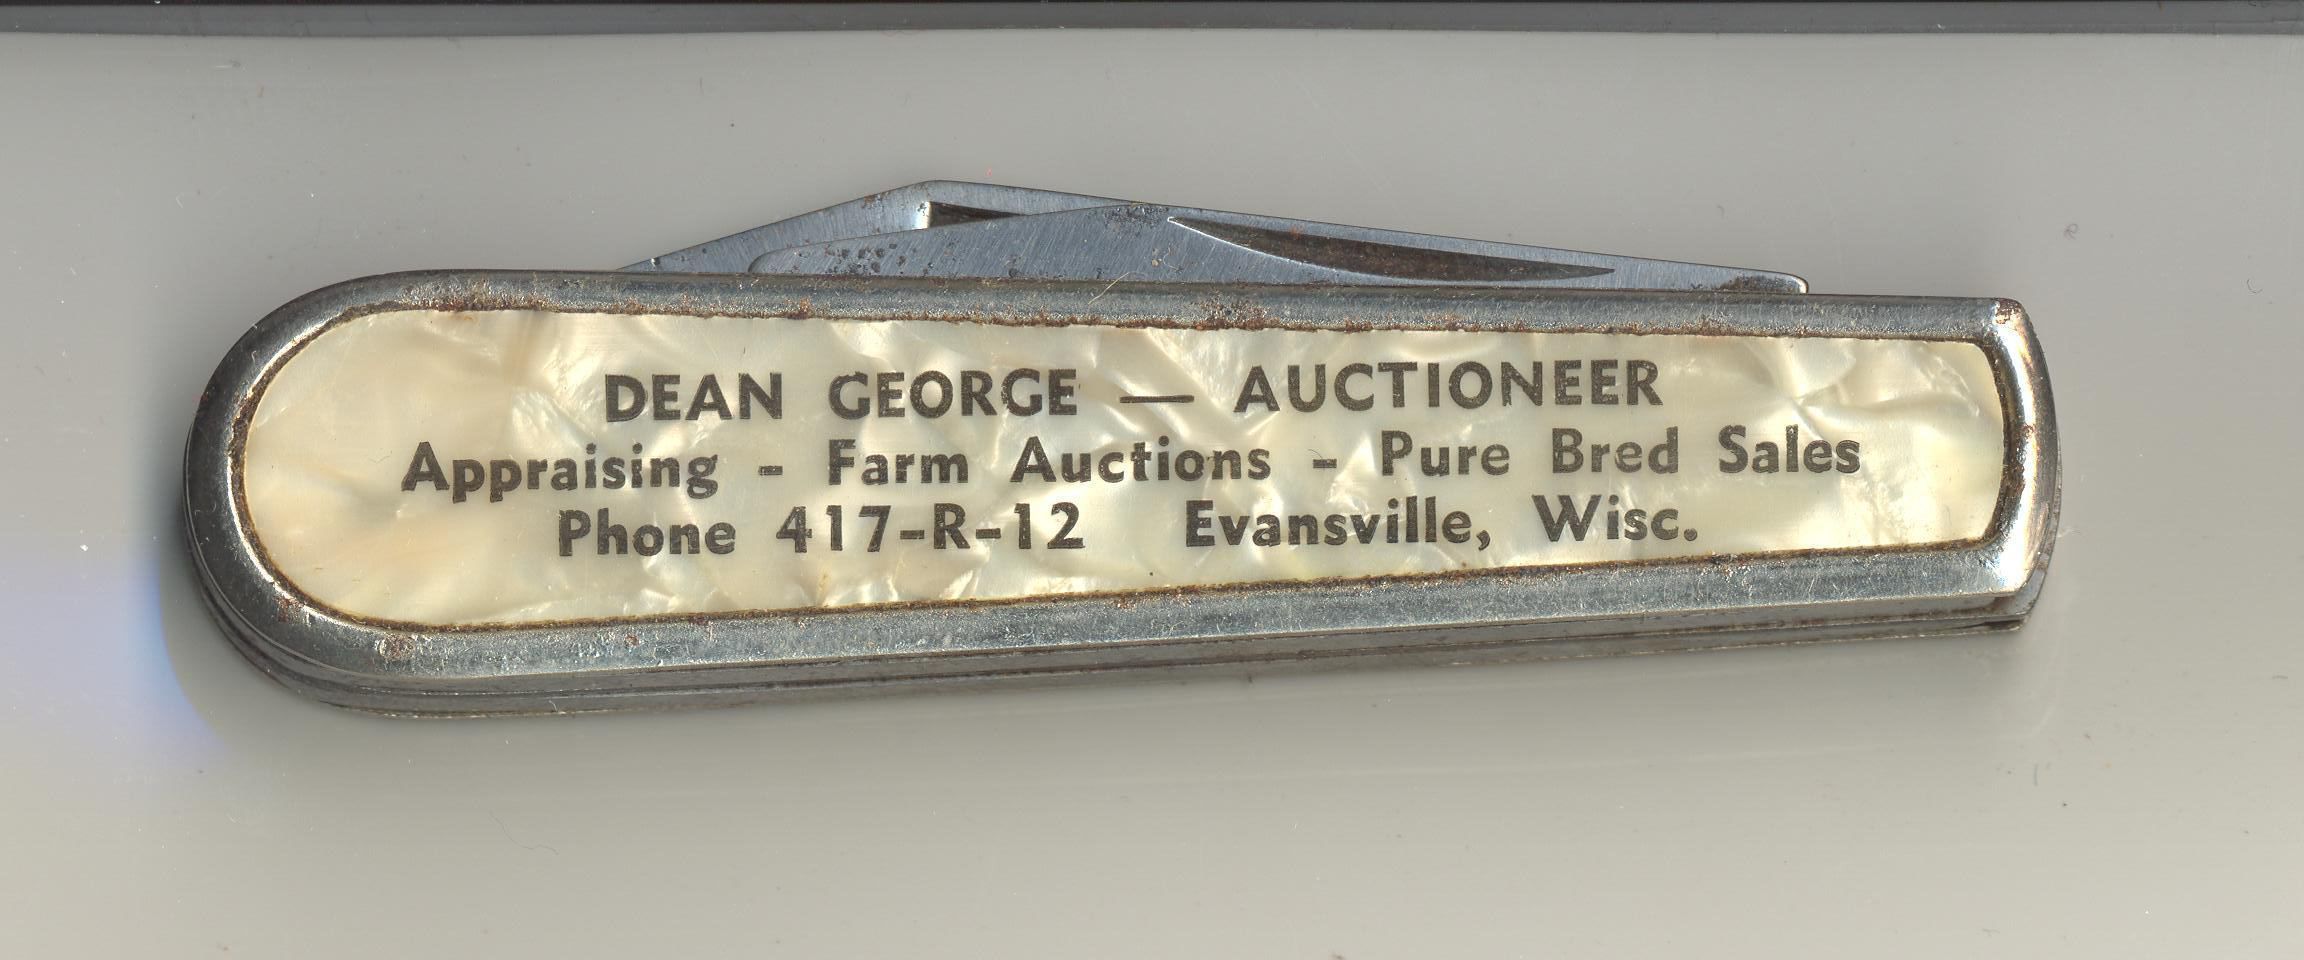 DEAN GEORGE — AUCTIONEER
Appraising - Farm Auctions - Pure Bred Sales
Phone 417-R-12 Evansville, Wisc.